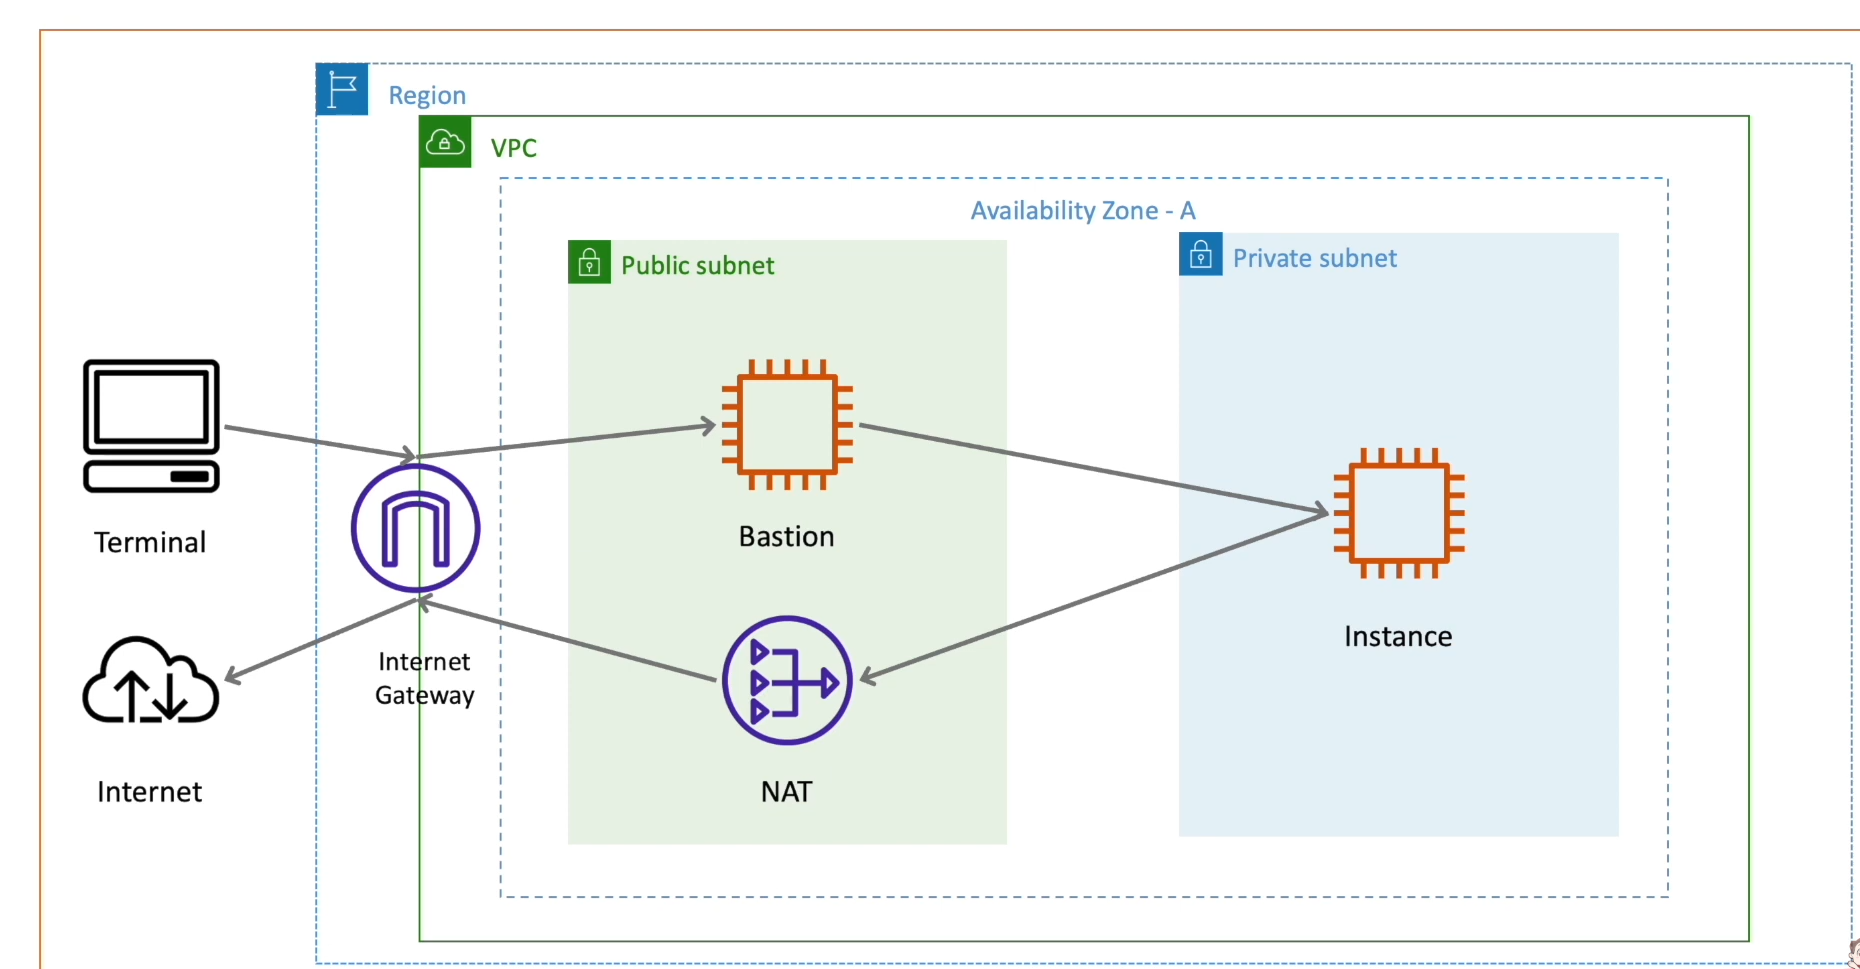 Region
VPC
Availability Zone - A
Public subnet
Private subnet
Terminal
Bastion
Instance
Internet
Gateway
Internet
NAT